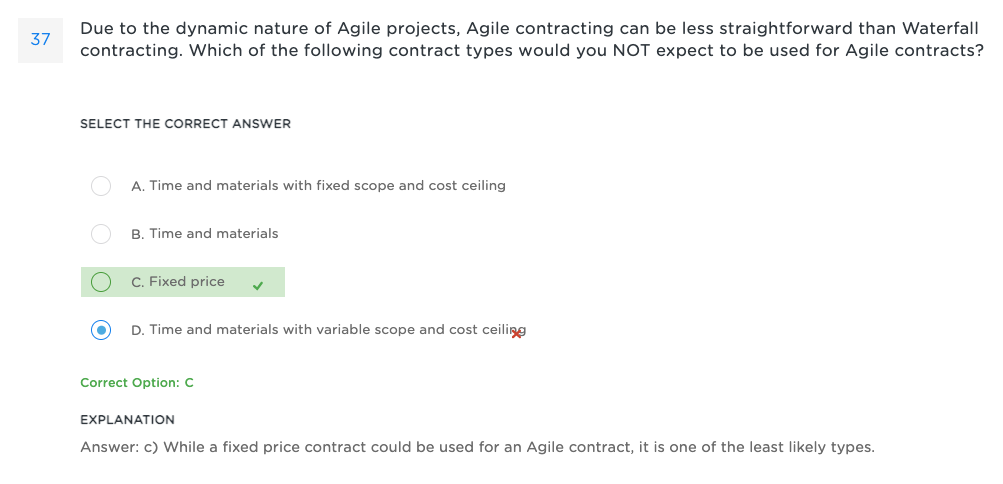 37
Due to the dynamic nature of Agile projects, Agile contracting can be less straightforward than Waterfall
contracting. Which of the following contract types would you NOT expect to be used for Agile contracts?
SELECT THE CORRECT ANSWER
A. Time and materials with fixed scope and cost ceiling
B. Time and materials
C. Fixed price
D. Time and materials with variable scope and cost ceiling
Correct Option: C
EXPLANATION
Answer: c) While a fixed price contract could be used for an Agile contract, it is one of the least likely types.